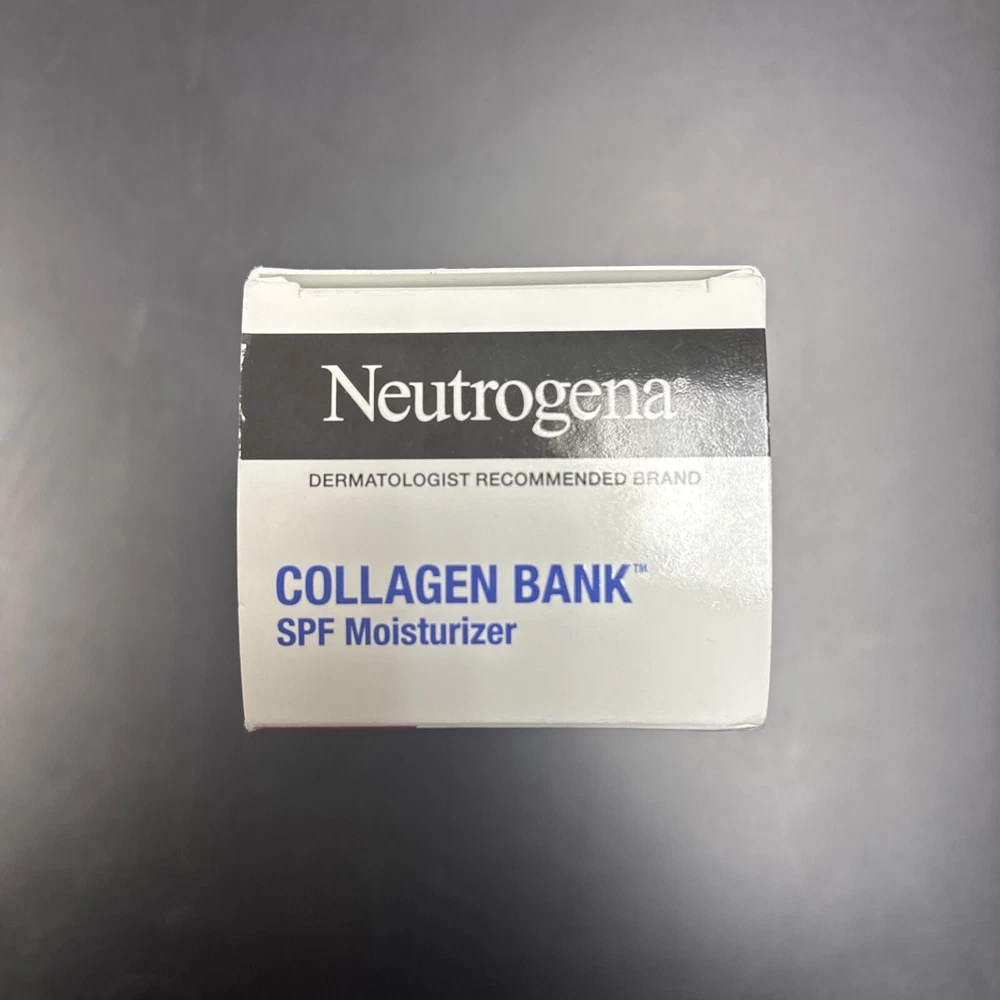 Neutrogena®
DERMATOLOGIST RECOMMENDED BRAND
COLLAGEN BANK™
SPF Moisturizer